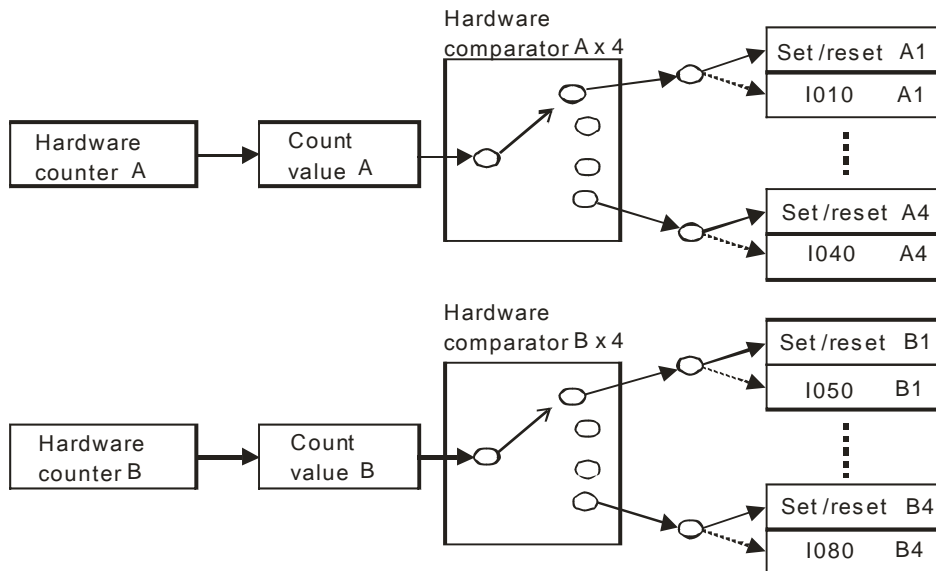 Hardware
comparator A x 4
Set/reset A1
I010 A1
Hardware
counter A
Count
value A
Set/reset A4
I040 A4
Hardware
comparator B x 4
Set/reset B1
I050 B1
Hardware
counter B
Count
value B
Set/reset B4
I080 B4